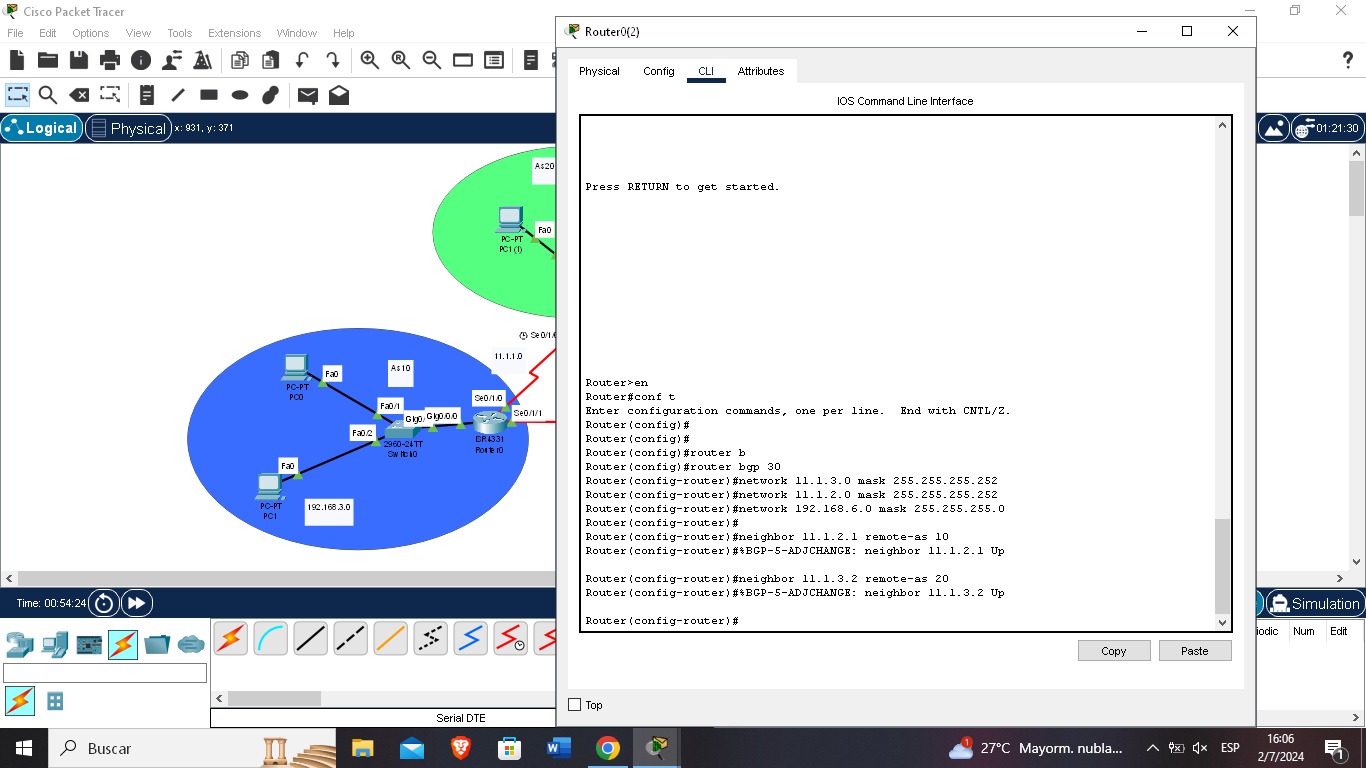 Cisco Packet Tracer
File Edit Options View Tools Extensions Window Help
Logical Physical x: 931, y: 371
01:21:30
As20
PC-PT
PC1 (1)
Fa0
Se0/1/
11.1.1.0
As10
PC-PT
PC0
Fa0
Fa0/1
Gig0/ Gig0/0/0
Se0/1/0
Se0/1/1
Fa0/2
2960-24TT
Switch0
ISR4331
Router0
Fa0
PC-PT
PC1
192.168.3.0
Time: 00:54:24
Simulation
Serial DTE
Router0(2)
Physical Config CLI Attributes
IOS Command Line Interface
Press RETURN to get started.
Router>en
Router#conf t
Enter configuration commands, one per line. End with CNTL/Z.
Router(config)#
Router(config)#
Router(config)#router b
Router(config)#router bgp 30
Router(config-router)#network 11.1.3.0 mask 255.255.255.252
Router(config-router)#network 11.1.2.0 mask 255.255.255.252
Router(config-router)#network 192.168.6.0 mask 255.255.255.0
Router(config-router)#
Router(config-router)#neighbor 11.1.2.1 remote-as 10
Router(config-router)#%BGP-5-ADJCHANGE: neighbor 11.1.2.1 Up
Router(config-router)#neighbor 11.1.3.2 remote-as 20
Router(config-router)#%BGP-5-ADJCHANGE: neighbor 11.1.3.2 Up
Router(config-router)#
Copy Paste
Top
iodic Num Edit
Buscar
27°C Mayorm. nubla...
ESP
16:06
2/7/2024
1